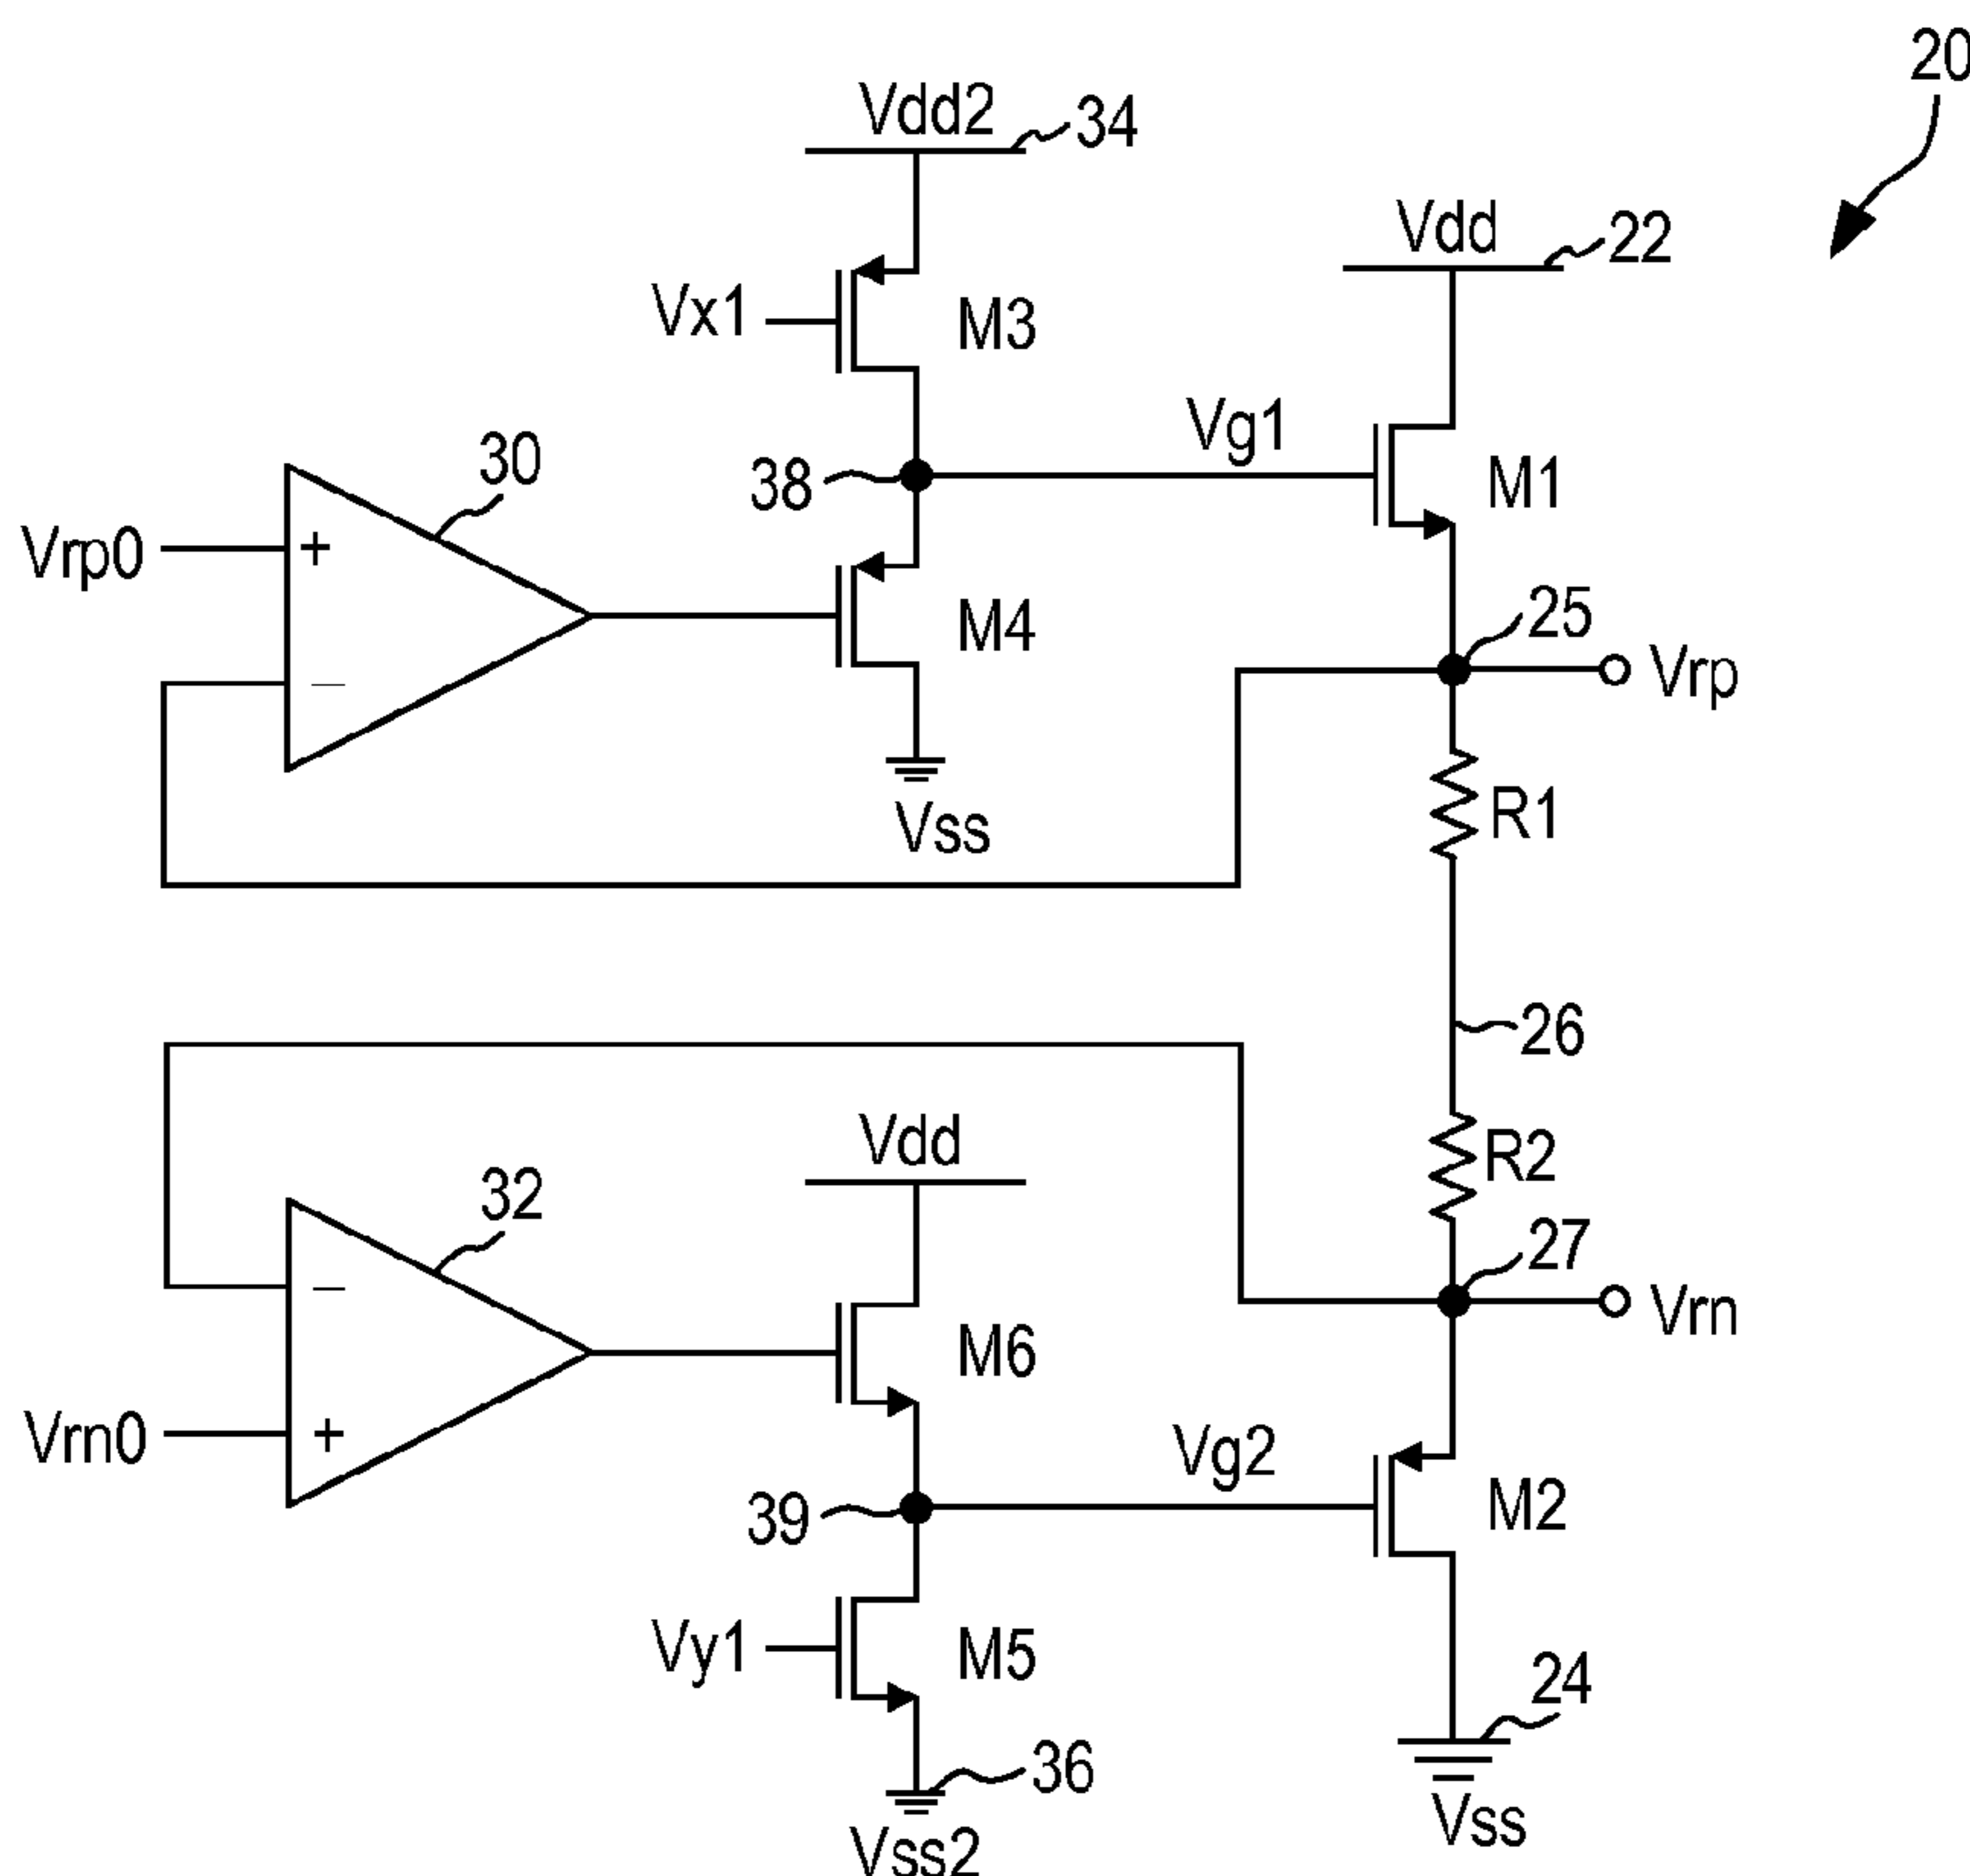 20
Vdd2
34
Vdd
22
Vx1
M3
Vg1
M1
30
38
Vrp0
+
25
M4
Vrp
−
R1
Vss
26
Vdd
R2
32
27
−
M6
Vrn
Vrn0
+
Vg2
M2
39
Vy1
M5
24
36
Vss
Vss2